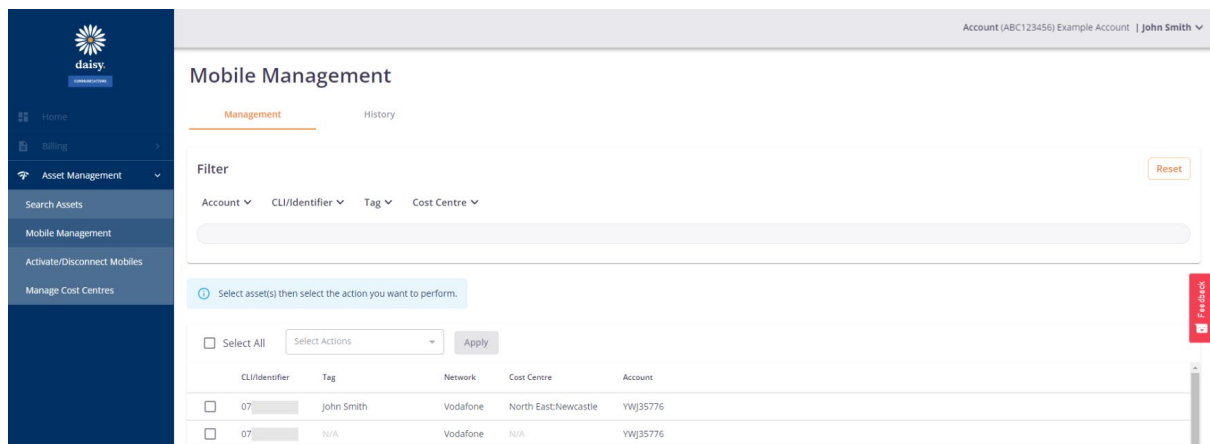 Account (ABC123456) Example Account | John Smith
daisy.
COMMUNICATIONS
Mobile Management
Management History
Home
Billing
Asset Management
Search Assets
Mobile Management
Activate/Disconnect Mobiles
Manage Cost Centres
Filter Reset
Account CLI/Identifier Tag Cost Centre
Select asset(s) then select the action you want to perform.
Feedback
Select All Select Actions Apply
CLI/Identifier Tag Network Cost Centre Account
07 John Smith Vodafone North East:Newcastle YWJ35776
07 N/A Vodafone N/A YWJ35776